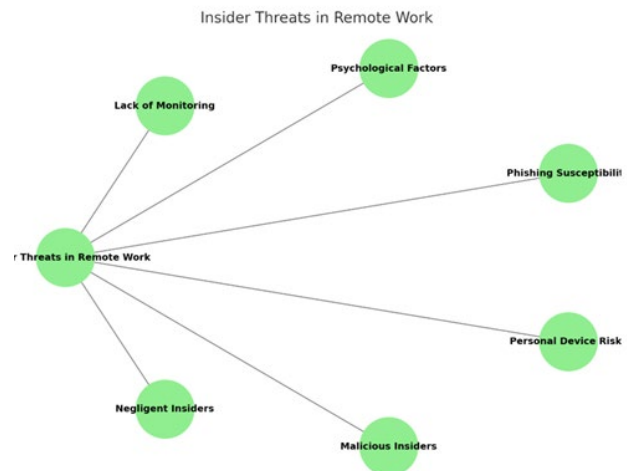 Insider Threats in Remote Work
Psychological Factors
Lack of Monitoring
Phishing Susceptibilit
r Threats in Remote Work
Personal Device Risk
Negligent Insiders
Malicious Insiders